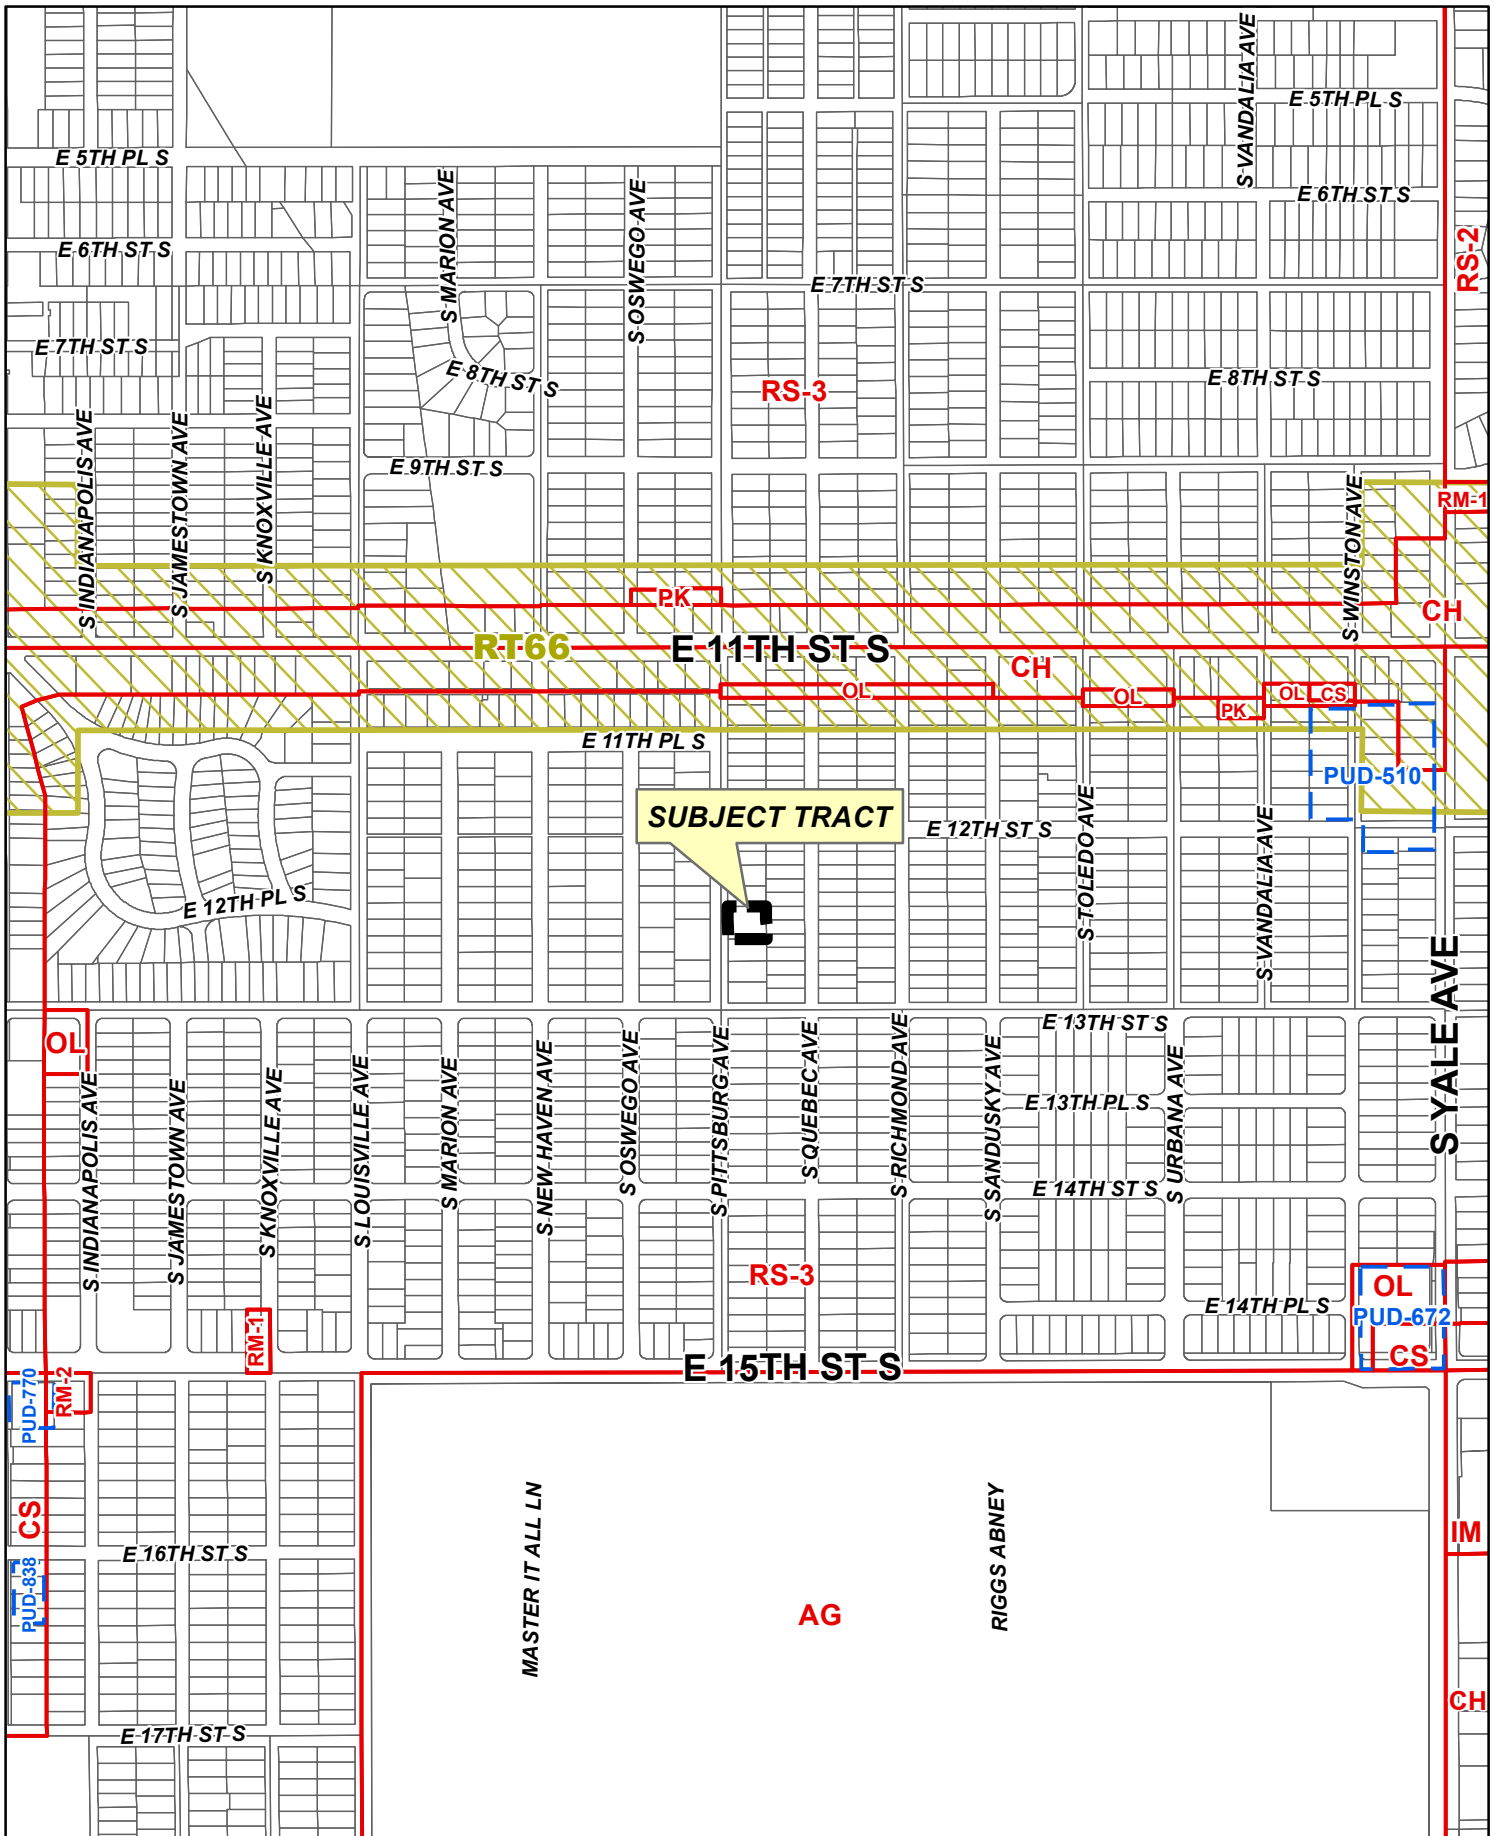 S VANDALIA AVE
E 5TH PL S
E 5TH PL S
S MARION AVE
S OSWEGO AVE
E 6TH ST S
E 6TH ST S
RS-2
E 7TH ST S
E 7TH ST S
E 8TH ST S
E 8TH ST S
RS-3
S INDIANAPOLIS AVE
S JAMESTOWN AVE
S KNOXVILLE AVE
E 9TH ST S
S WINSTON AVE
RM-1
PK
CH
RT66
E 11TH ST S
CH
OL
OL
OL
CS
PK
E 11TH PL S
PUD-510
SUBJECT TRACT
E 12TH ST S
S TOLEDO AVE
S VANDALIA AVE
E 12TH PL S
S YALE AVE
OL
E 13TH ST S
S INDIANAPOLIS AVE
S JAMESTOWN AVE
S KNOXVILLE AVE
S LOUISVILLE AVE
S MARION AVE
S NEW HAVEN AVE
S OSWEGO AVE
S PITTSBURG AVE
S QUEBEC AVE
S RICHMOND AVE
S SANDUSKY AVE
S URBANA AVE
E 13TH PL S
E 14TH ST S
RS-3
OL
E 14TH PL S
PUD-672
RM-1
CS
E 15TH ST S
PUD-770
RM-2
MASTER IT ALL LN
RIGGS ABNEY
CS
IM
E 16TH ST S
PUD-838
AG
CH
E 17TH ST S